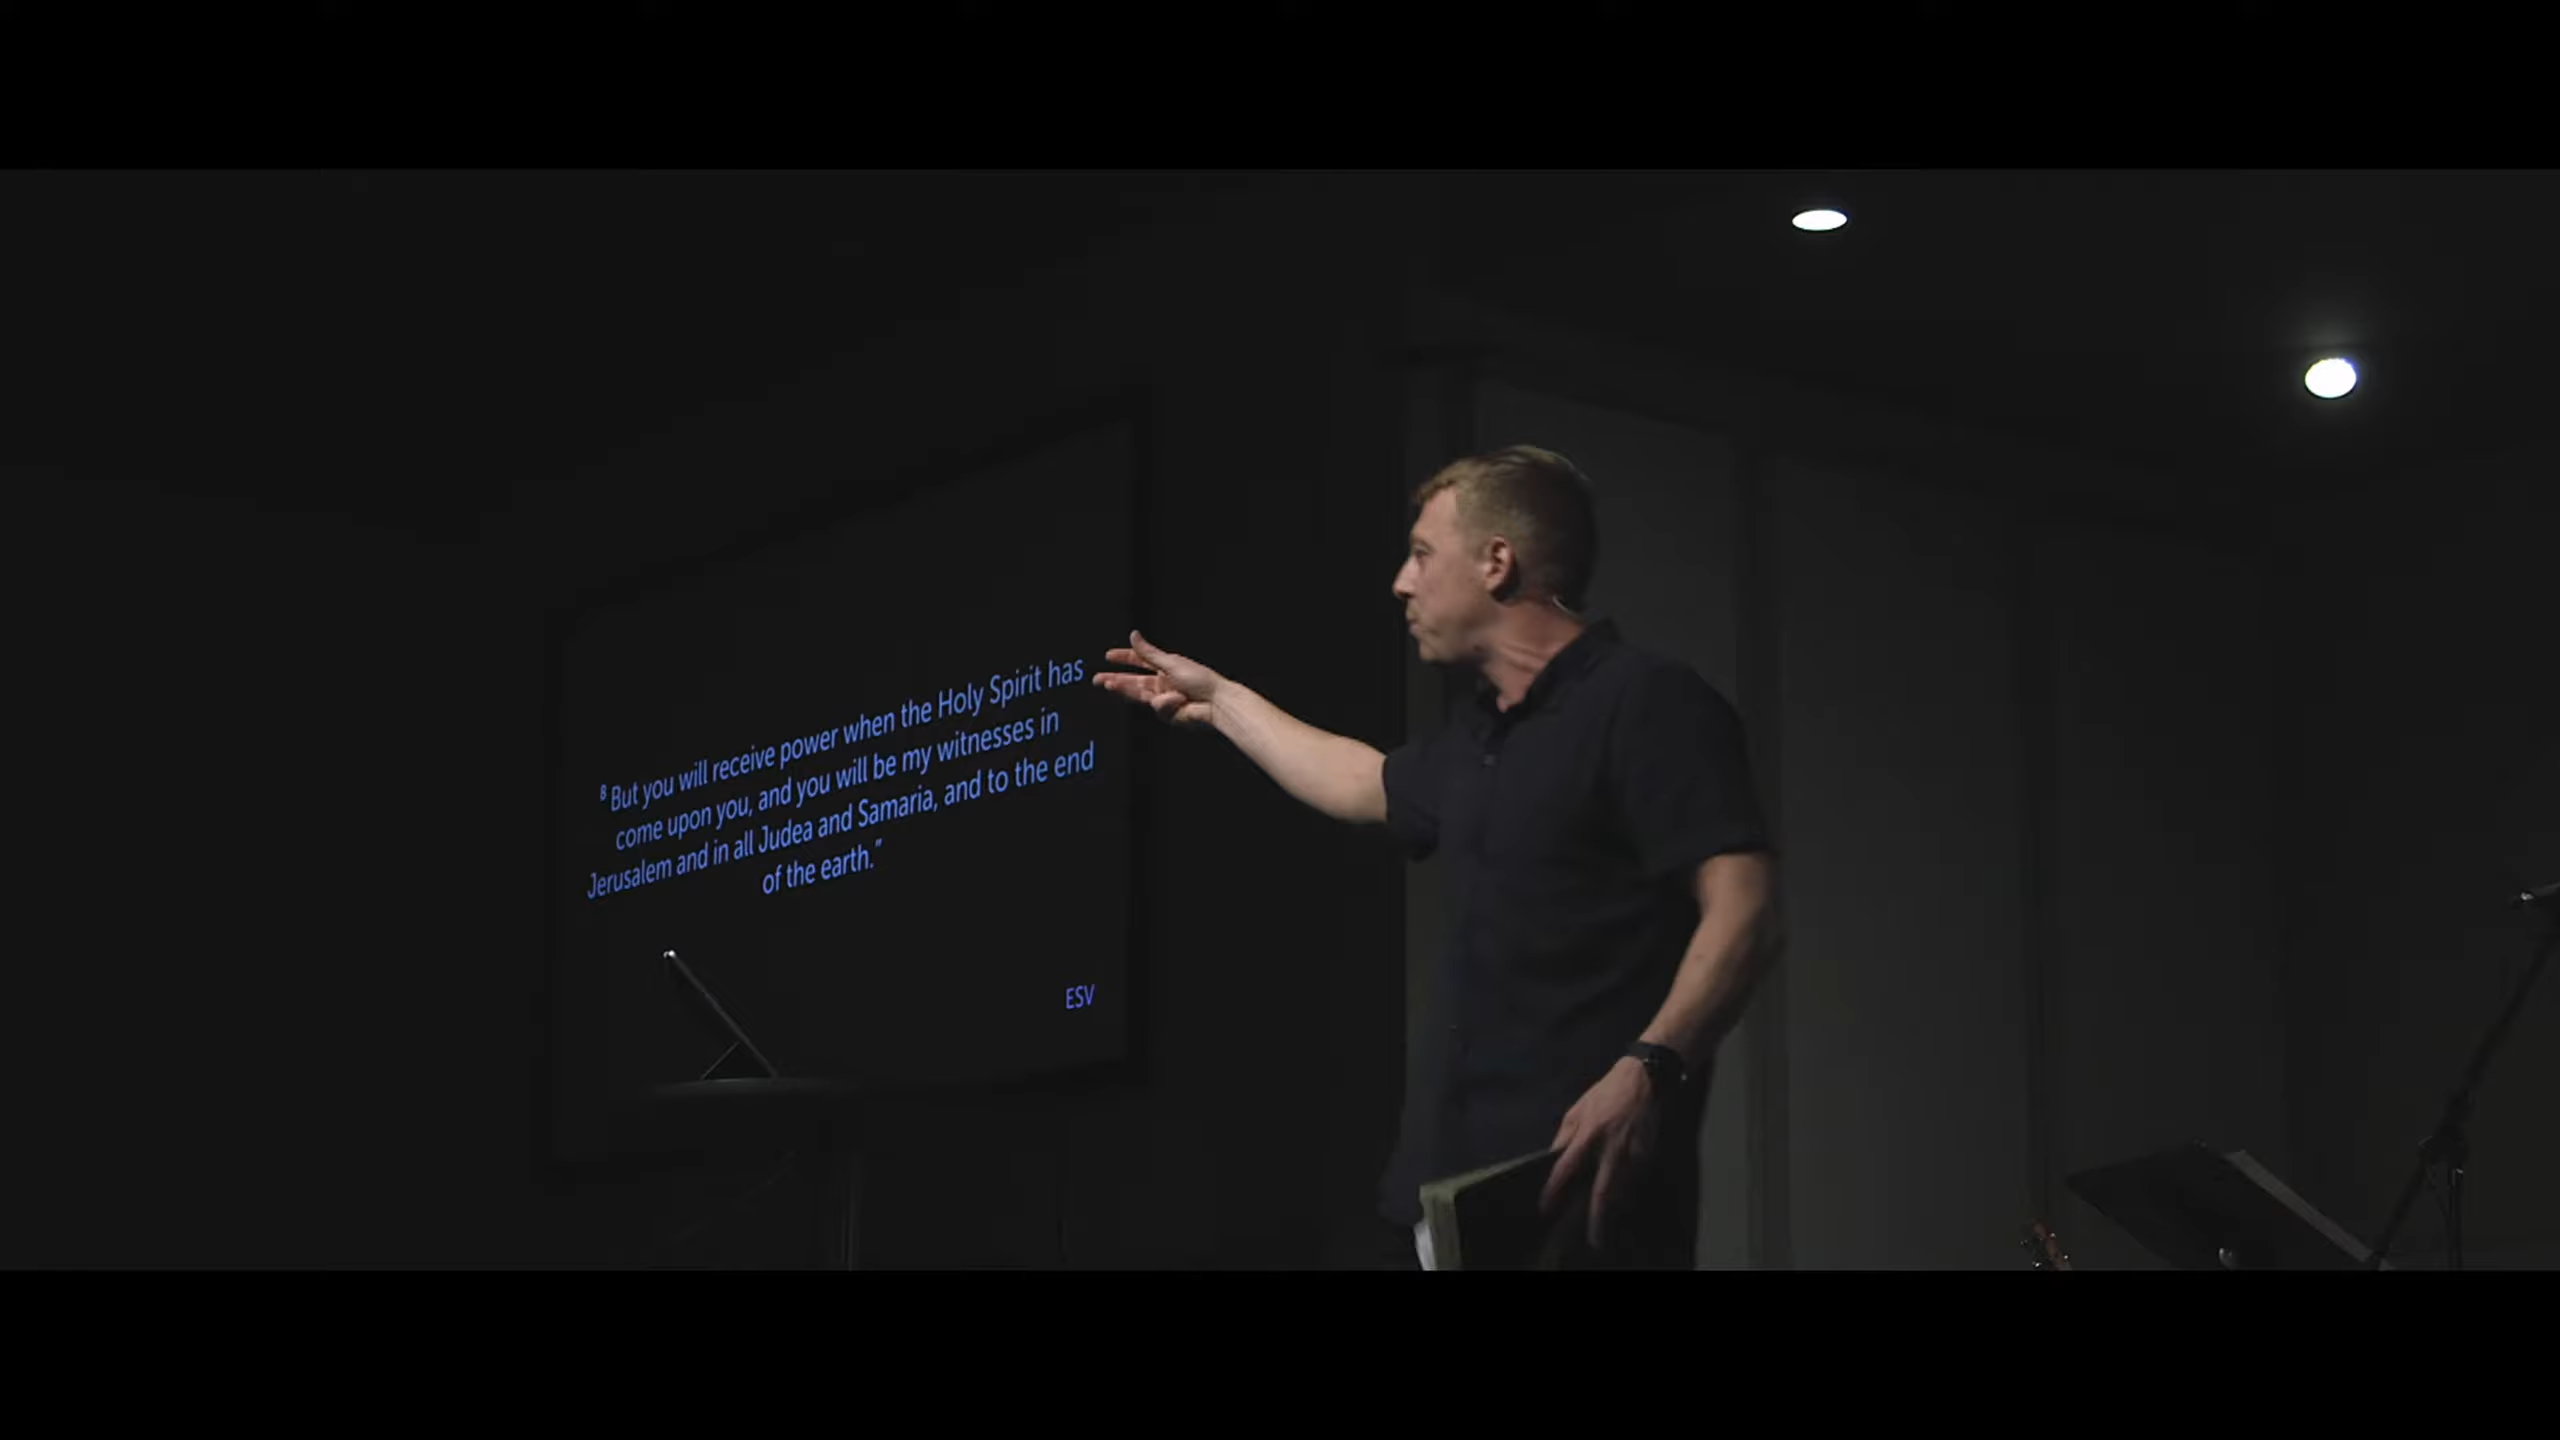 ⁸ But you will receive power when the Holy Spirit has
come upon you, and you will be my witnesses in
Jerusalem and in all Judea and Samaria, and to the end
of the earth.”
ESV